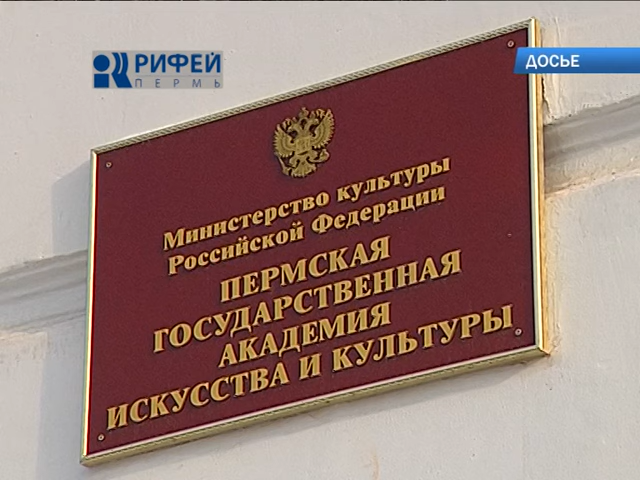 РИФЕЙ
ПЕРМЬ
ДОСЬЕ
Министерство культуры
Российской Федерации
ПЕРМСКАЯ
ГОСУДАРСТВЕННАЯ
АКАДЕМИЯ
ИСКУССТВА И КУЛЬТУРЫ